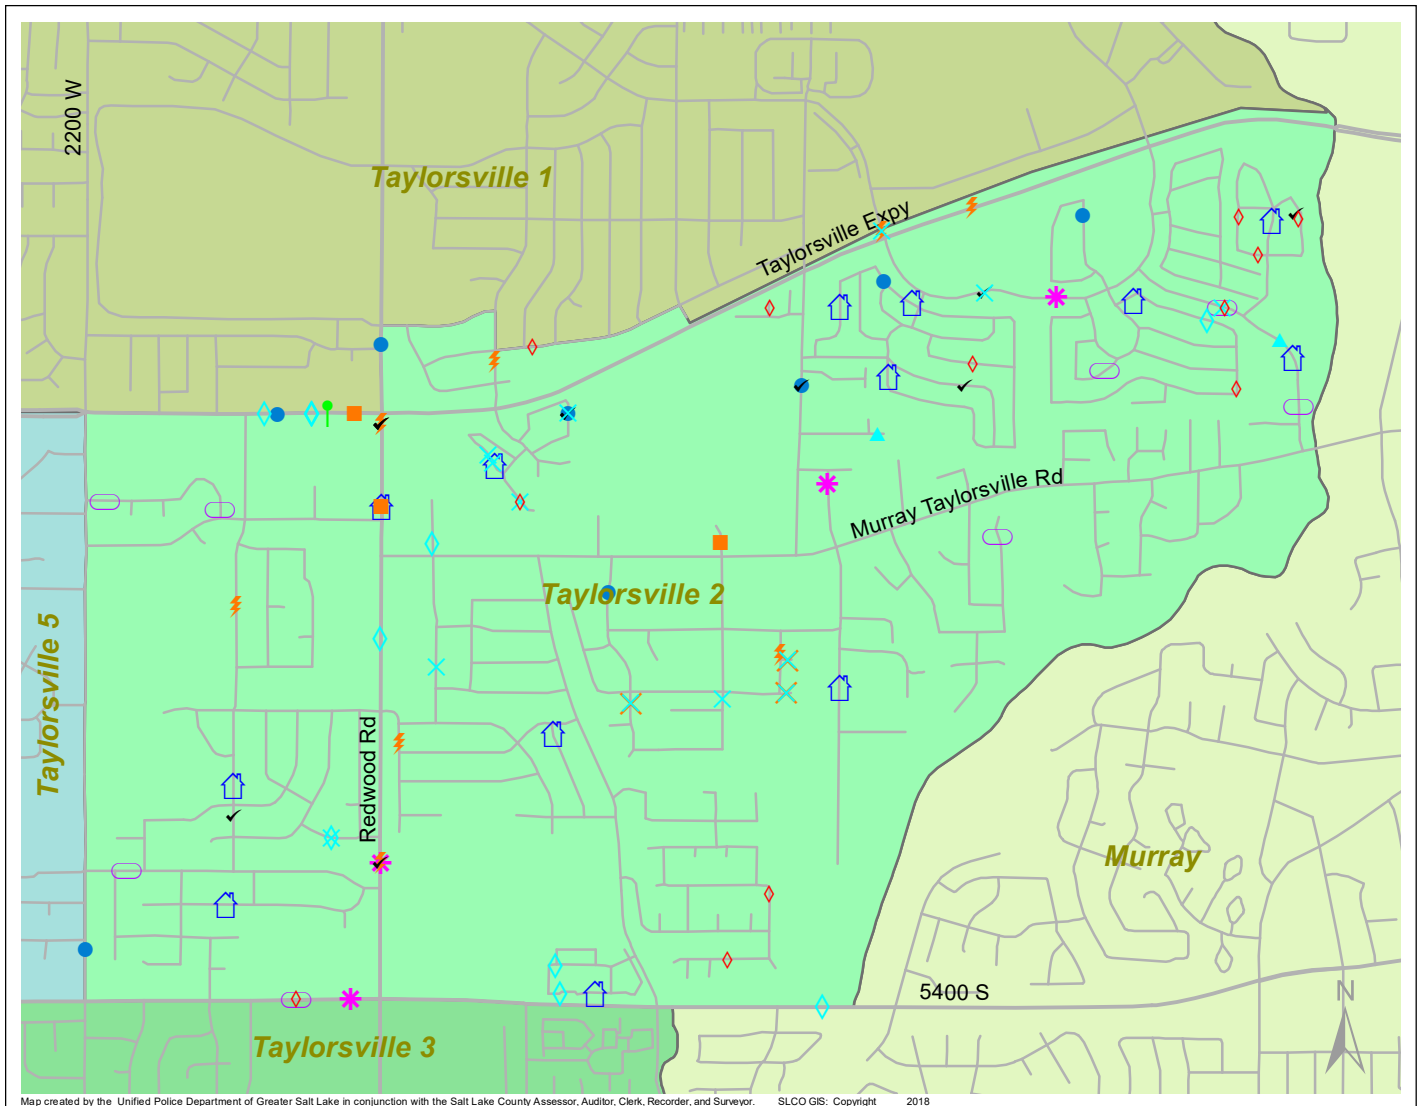 2200 W
Taylorsville 1
Taylorsville Expy
Murray Taylorsville Rd
Taylorsville 2
Taylorsville 5
Redwood Rd
Murray
5400 S
N
Taylorsville 3
Map created by the Unified Police Department of Greater Salt Lake in conjunction with the Salt Lake County Assessor, Auditor, Clerk, Recorder, and Surveyor. SLCO GIS: Copyright 2018